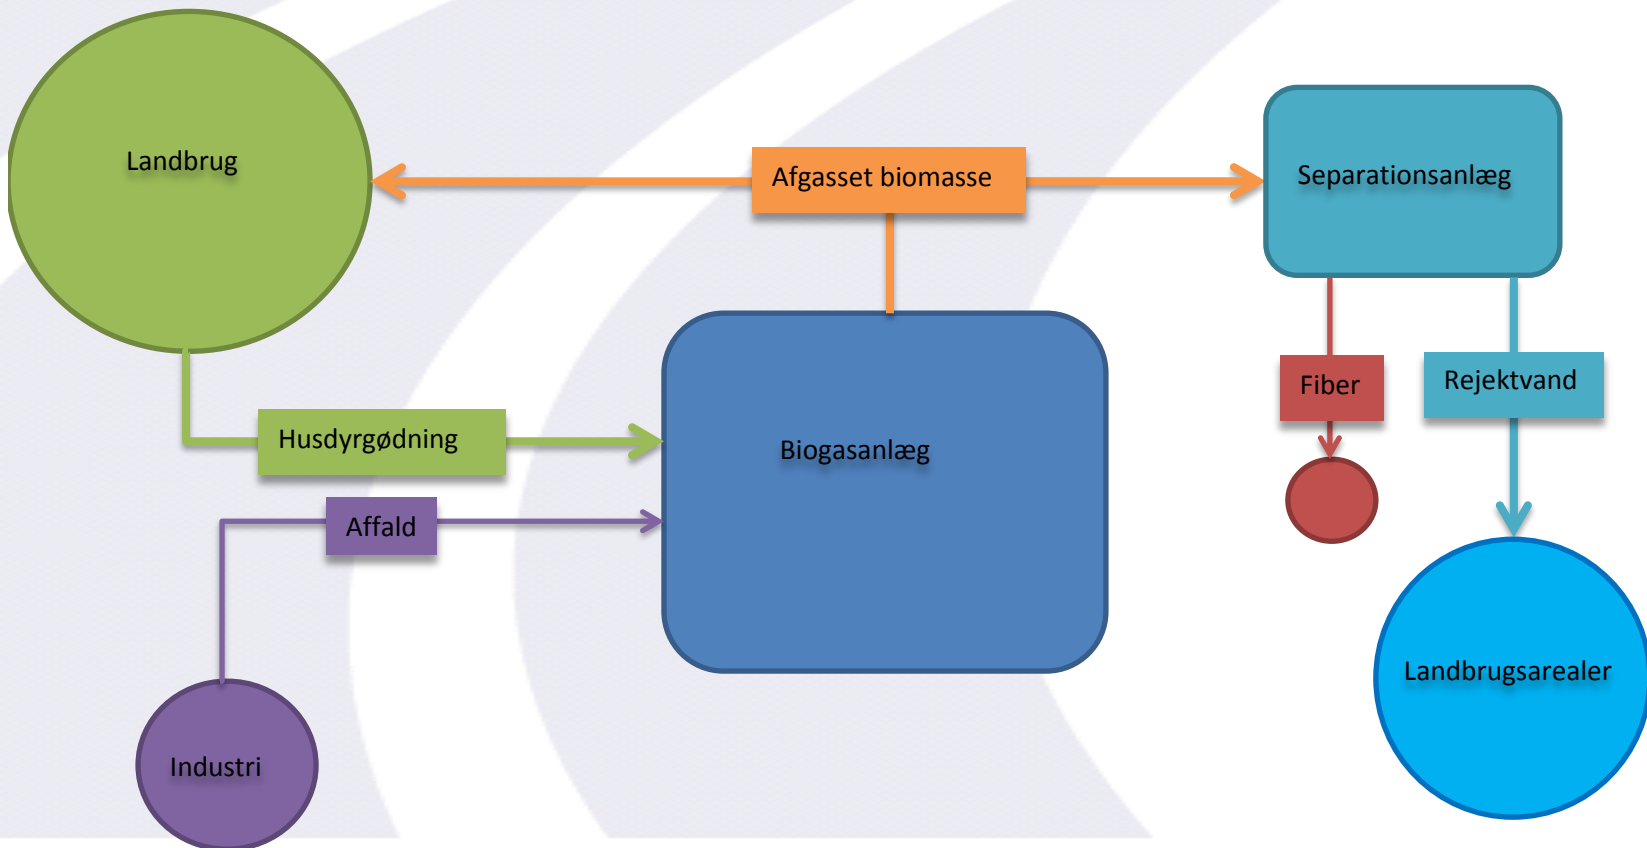 Landbrug
Afgasset biomasse
Separationsanlæg
Fiber
Rejektvand
Husdyrgødning
Biogasanlæg
Affald
Landbrugsarealer
Industri